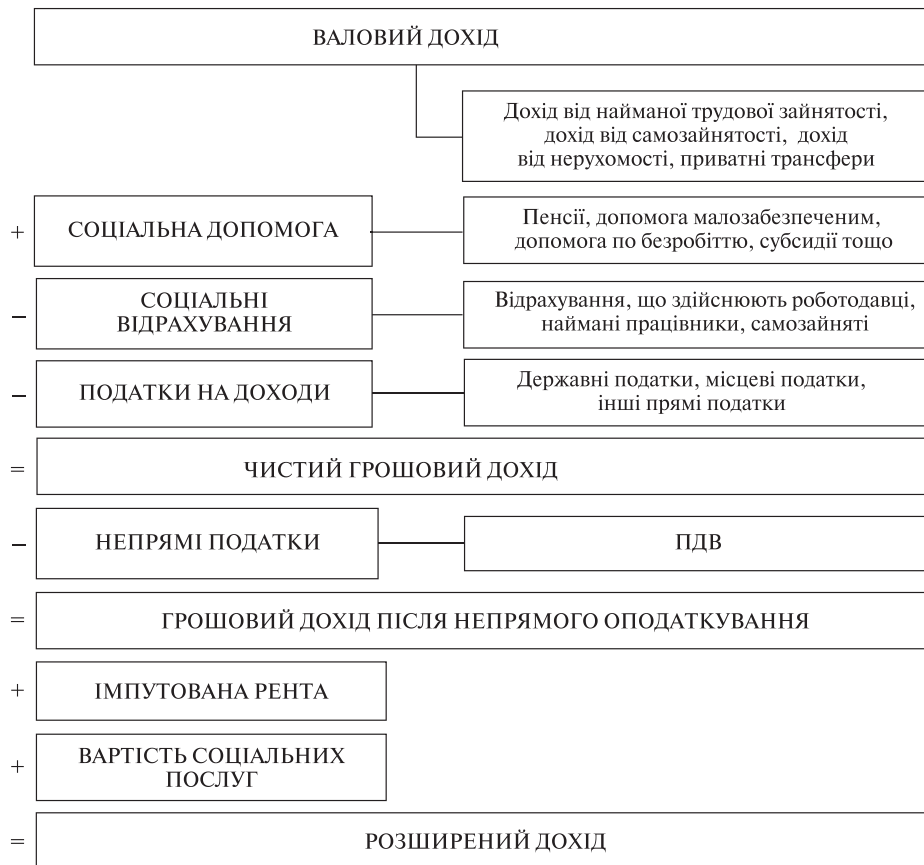 ВАЛОВИЙ ДОХІД
Дохід від найманої трудової зайнятості,
дохід від самозайнятості, дохід
від нерухомості, приватні трансфери
+ СОЦІАЛЬНА ДОПОМОГА
Пенсії, допомога малозабезпеченим,
допомога по безробіттю, субсидії тощо
– СОЦІАЛЬНІ
ВІДРАХУВАННЯ
Відрахування, що здійснюють роботодавці,
наймані працівники, самозайняті
– ПОДАТКИ НА ДОХОДИ
Державні податки, місцеві податки,
інші прямі податки
= ЧИСТИЙ ГРОШОВИЙ ДОХІД
– НЕПРЯМІ ПОДАТКИ
ПДВ
= ГРОШОВИЙ ДОХІД ПІСЛЯ НЕПРЯМОГО ОПОДАТКУВАННЯ
+ ІМПУТОВАНА РЕНТА
+ ВАРТІСТЬ СОЦІАЛЬНИХ
ПОСЛУГ
= РОЗШИРЕНИЙ ДОХІД